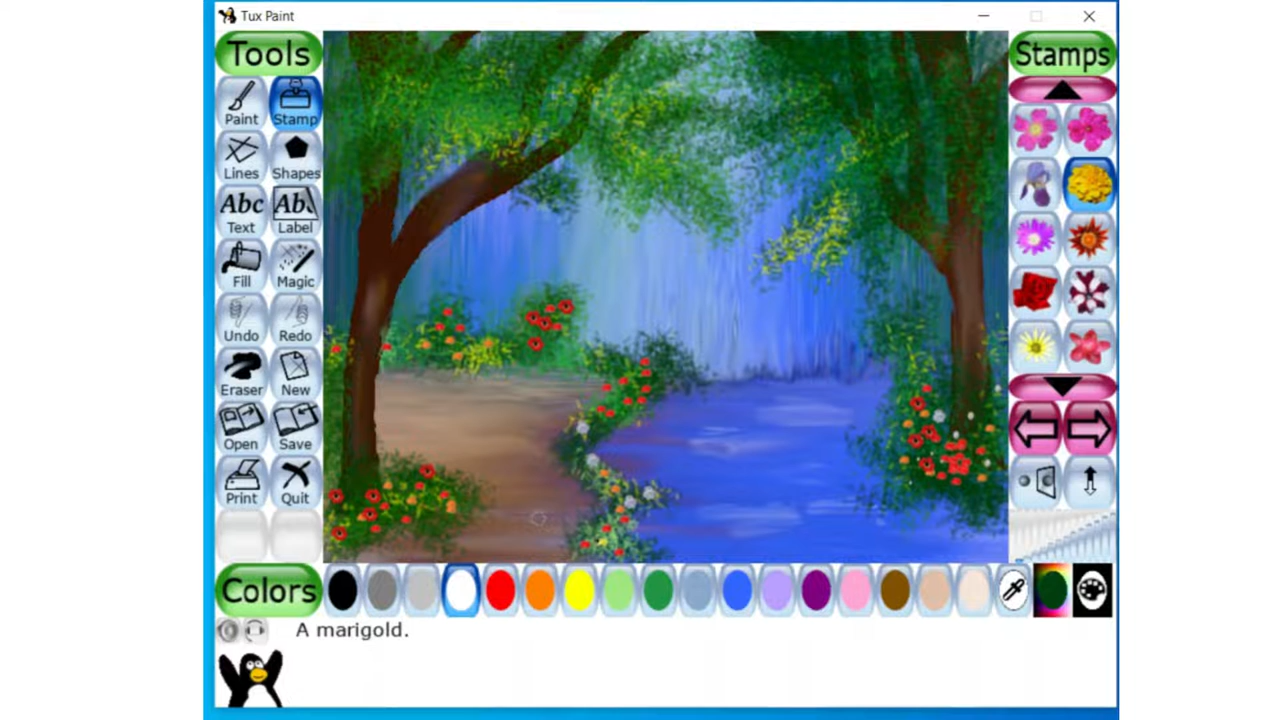 Tux Paint
Tools
Stamps
Paint
Stamp
Lines
Shapes
Abc
Text
Abc
Label
Fill
Magic
Undo
Redo
Eraser
New
Open
Save
Print
Quit
Colors
A marigold.